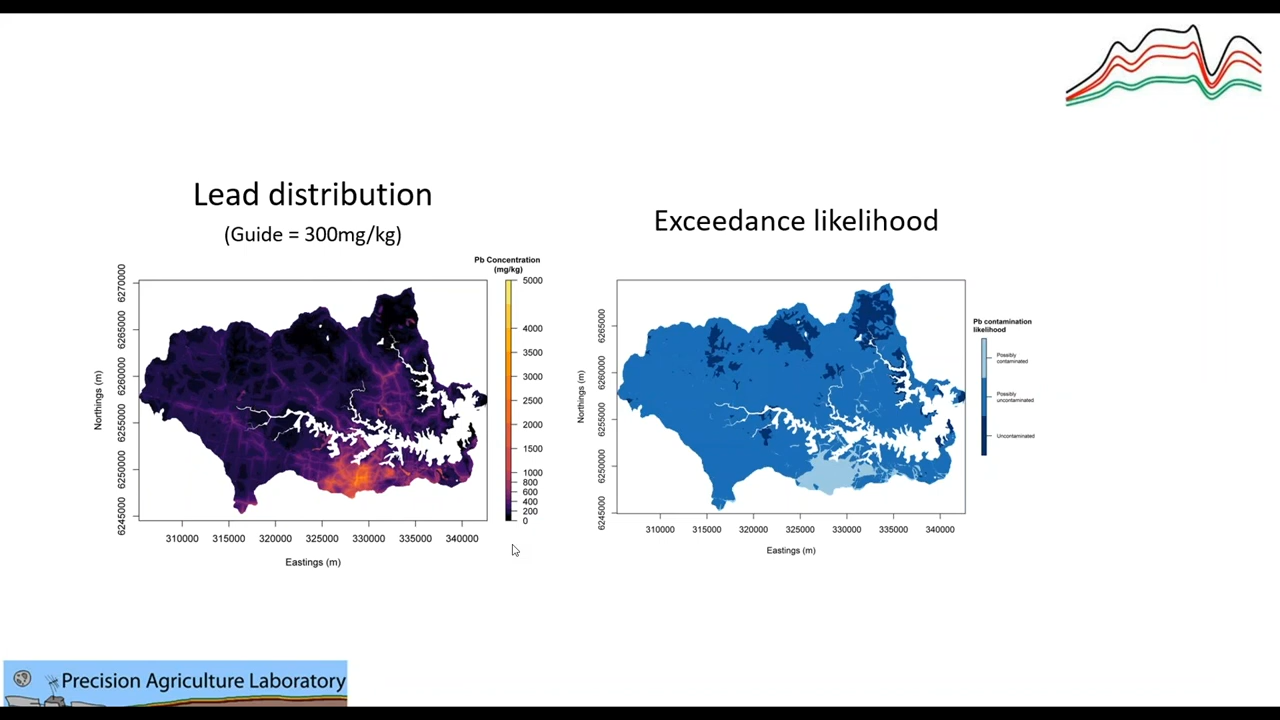 Lead distribution
(Guide = 300mg/kg)
Exceedance likelihood
Pb Concentration
(mg/kg)
5000
4000
3500
3000
2500
2000
1500
1000
800
600
400
200
0
6270000
6265000
6260000
6255000
6250000
6245000
Northings (m)
310000 315000 320000 325000 330000 335000 340000
Eastings (m)
Pb contamination
likelihood
Possibly
contaminated
Possibly
uncontaminated
Uncontaminated
6265000
6260000
6255000
6250000
6245000
Northings (m)
310000 315000 320000 325000 330000 335000 340000
Eastings (m)
Precision Agriculture Laboratory